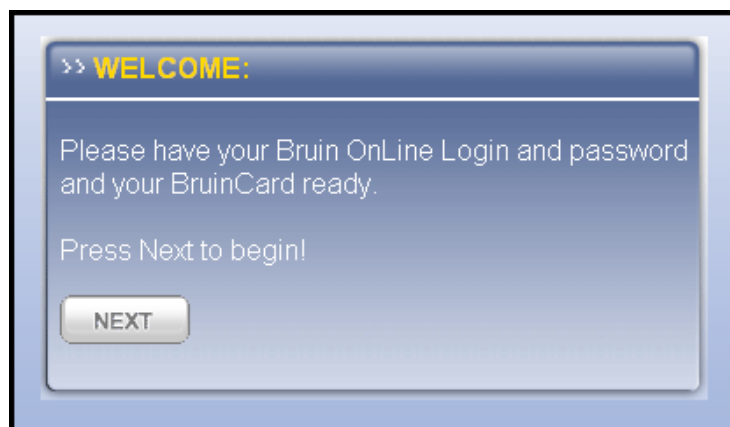 >> WELCOME:
Please have your Bruin OnLine Login and password
and your BruinCard ready.
Press Next to begin!
NEXT